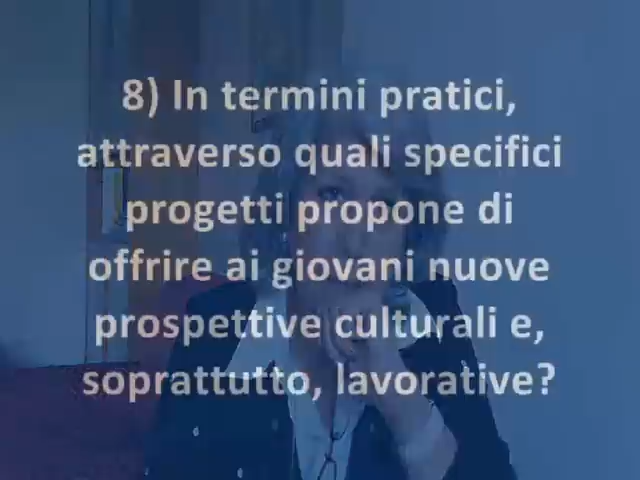 8) In termini pratici,
attraverso quali specifici
progetti propone di
offrire ai giovani nuove
prospettive culturali e,
soprattutto, lavorative?